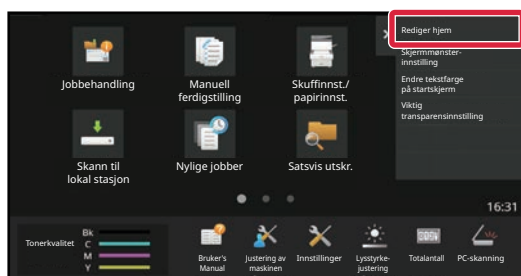 Rediger hjem
Skjermmønster-
innstilling
Endre tekstfarge
på startskjerm
Viktig
transparensinnstilling
Jobbehandling
Manuell
ferdigstilling
Skuffinnst./
papirinnst.
Skann til
lokal stasjon
Nylige jobber
Satsvis utskr.
16:31
Tonerkvalitet
Bk
C
M
Y
Bruker's
Manual
Justering av
maskinen
Innstillinger
Lysstyrke-
justering
Totalantall
PC-skanning